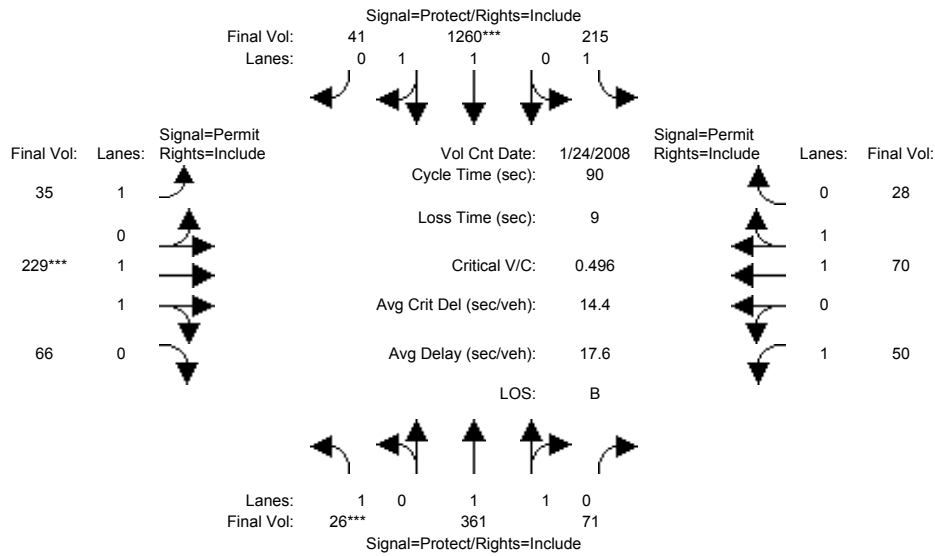 Signal=Protect/Rights=Include
Final Vol: 41 1260*** 215
Lanes: 0 1 1 0 1
Signal=Permit Signal=Permit
Final Vol: Lanes: Rights=Include Vol Cnt Date: 1/24/2008 Rights=Include Lanes: Final Vol:
Cycle Time (sec): 90
35 1 0 28
Loss Time (sec): 9
0 1
229*** 1 Critical V/C: 0.496 1 70
1 Avg Crit Del (sec/veh): 14.4 0
66 0 Avg Delay (sec/veh): 17.6 1 50
LOS: B
Lanes: 1 0 1 1 0
Final Vol: 26*** 361 71
Signal=Protect/Rights=Include